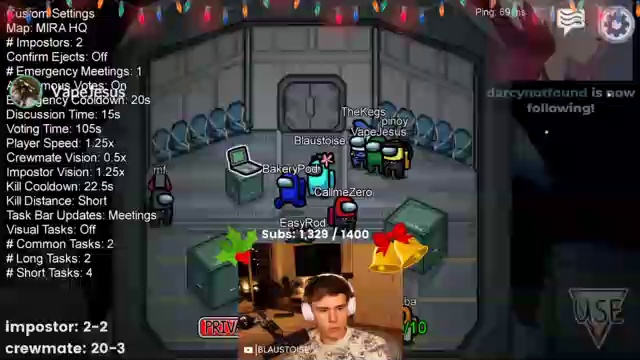 Custom Settings
Map: MIRA HQ
# Impostors: 2
Confirm Ejects: Off
# Emergency Meetings: 1
Anonymous Votes: On
VapeJesus
Emergency Cooldown: 20s
Discussion Time: 15s
Voting Time: 105s
Player Speed: 1.25x
Crewmate Vision: 0.5x
Impostor Vision: 1.25x
Kill Cooldown: 22.5s
Kill Distance: Short
Task Bar Updates: Meetings
Visual Tasks: Off
# Common Tasks: 2
# Long Tasks: 2
# Short Tasks: 4
impostor: 2-2
crewmate: 20-3
Ping: 69 ms
darcynotfound is now
following!
TheKegs
pinoy
VapeJesus
Blaustoise
BakeryPod
CallmeZero
EasyRod
mf
Subs: 1,329 / 1400
PRIV
/10
BLAUSTOISE
USE